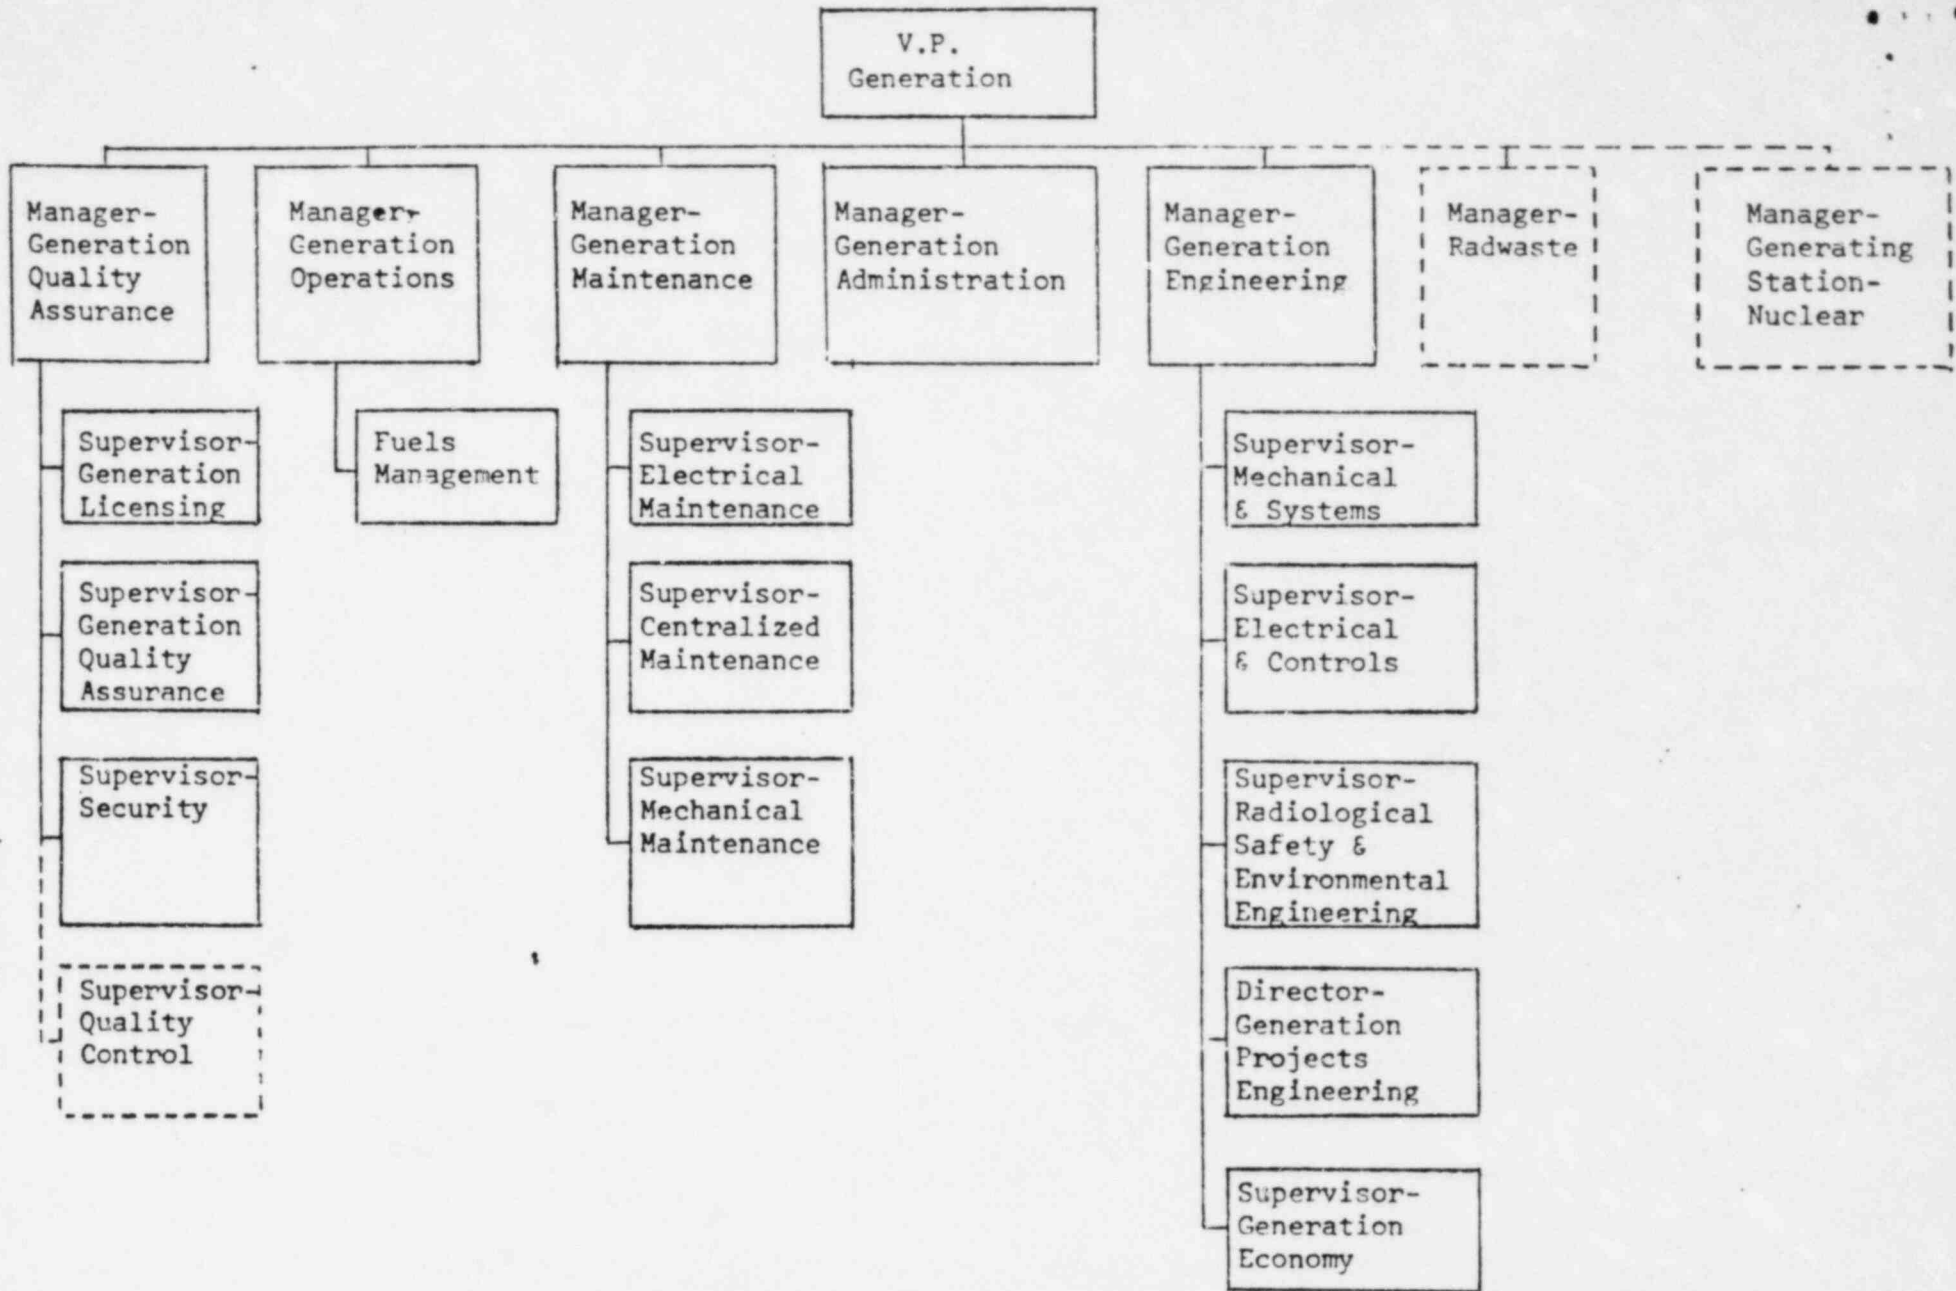 V.P.
Generation
Manager-
Generation
Quality
Assurance
Manager-
Generation
Operations
Manager-
Generation
Maintenance
Manager-
Generation
Administration
Manager-
Generation
Engineering
Manager-
Radwaste
Manager-
Generating
Station-
Nuclear
Supervisor-
Generation
Licensing
Fuels
Management
Supervisor-
Electrical
Maintenance
Supervisor-
Mechanical
& Systems
Supervisor-
Generation
Quality
Assurance
Supervisor-
Centralized
Maintenance
Supervisor-
Electrical
& Controls
Supervisor-
Security
Supervisor-
Mechanical
Maintenance
Supervisor-
Radiological
Safety &
Environmental
Engineering
Supervisor-
Quality
Control
Director-
Generation
Projects
Engineering
Supervisor-
Generation
Economy